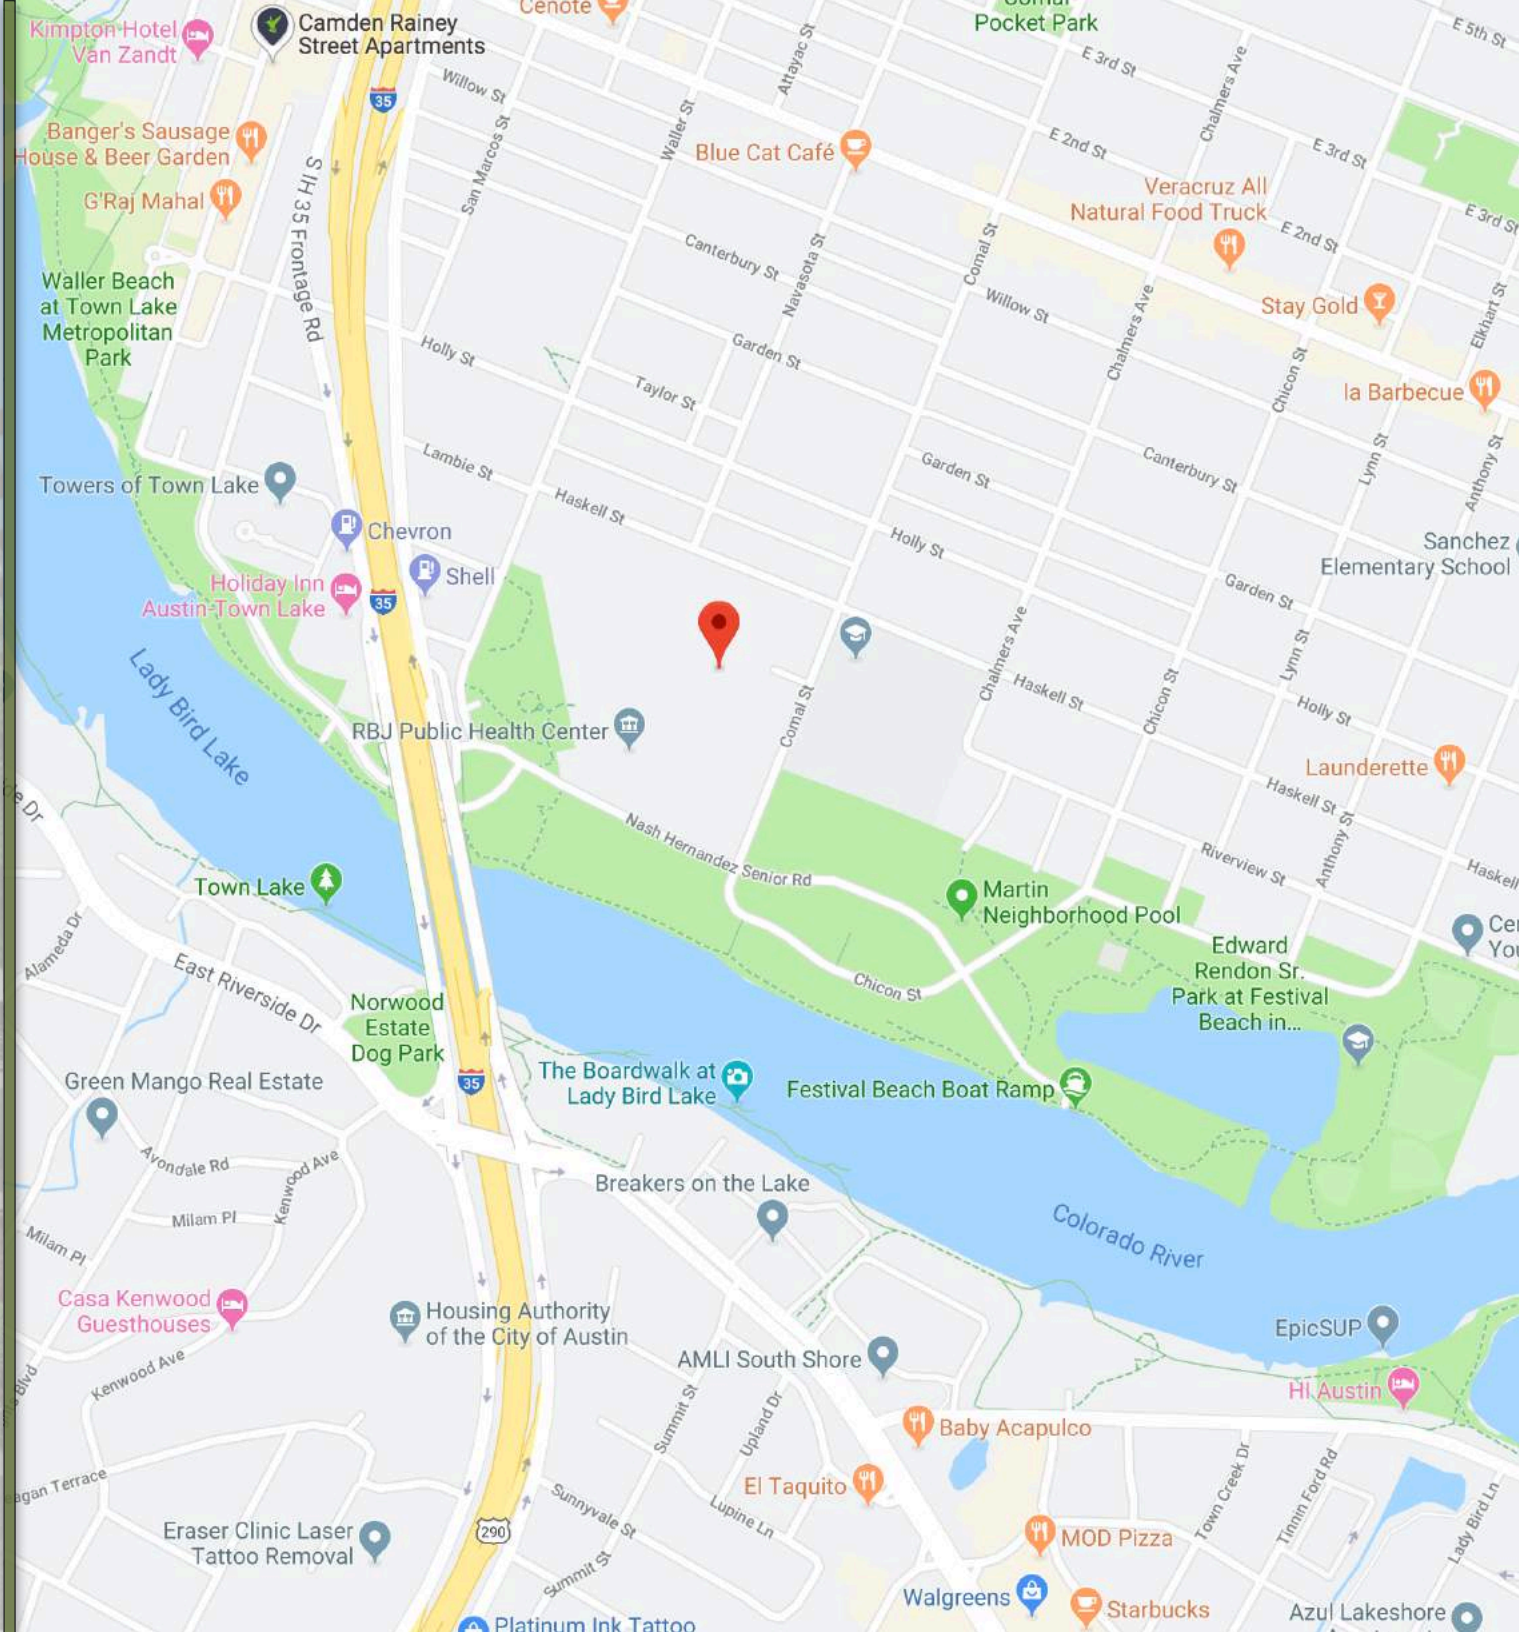 Cenote
Pocket Park
E 5th St
Kimpton Hotel
Van Zandt
Camden Rainey
Street Apartments
35
Willow St
Attayac St
E 3rd St
Chalmers Ave
San Marcos St
Waller St
Banger's Sausage
House & Beer Garden
Blue Cat Café
E 2nd St
E 3rd St
G'Raj Mahal
S IH 35 Frontage Rd
Veracruz All
Natural Food Truck
E 3rd St
E 2nd St
Canterbury St
Navasota St
Comal St
Waller Beach
at Town Lake
Metropolitan
Park
Willow St
Chalmers Ave
Stay Gold
Elkhart St
Holly St
Garden St
Taylor St
Chicon St
la Barbecue
Lambie St
Garden St
Canterbury St
Lynn St
Anthony St
Towers of Town Lake
Haskell St
Chevron
Holly St
Sanchez
Elementary School
Shell
Holiday Inn
Austin-Town Lake
35
Garden St
Chalmers Ave
Lynn St
Lady Bird Lake
Haskell St
Chicon St
Holly St
Comal St
RBJ Public Health Center
Launderette
Haskell St
Nash Hernandez Senior Rd
Anthony St
Riverview St
Haskell
Town Lake
Martin
Neighborhood Pool
Alameda Dr
East Riverside Dr
Edward
Rendon Sr.
Park at Festival
Beach in...
Chicon St
Norwood
Estate
Dog Park
35
The Boardwalk at
Lady Bird Lake
Festival Beach Boat Ramp
Green Mango Real Estate
Avondale Rd
Kenwood Ave
Breakers on the Lake
Milam Pl
Milam Pl
Colorado River
Casa Kenwood
Guesthouses
Housing Authority
of the City of Austin
EpicSUP
AMLI South Shore
Kenwood Ave
HI Austin
Summit St
Upland Dr
Baby Acapulco
El Taquito
Town Creek Dr
Tinnin Ford Rd
Lady Bird Ln
Sunnyvale St
Lupine Ln
290
Eraser Clinic Laser
Tattoo Removal
MOD Pizza
Summit St
Walgreens
Starbucks
Azul Lakeshore
Platinum Ink Tattoo